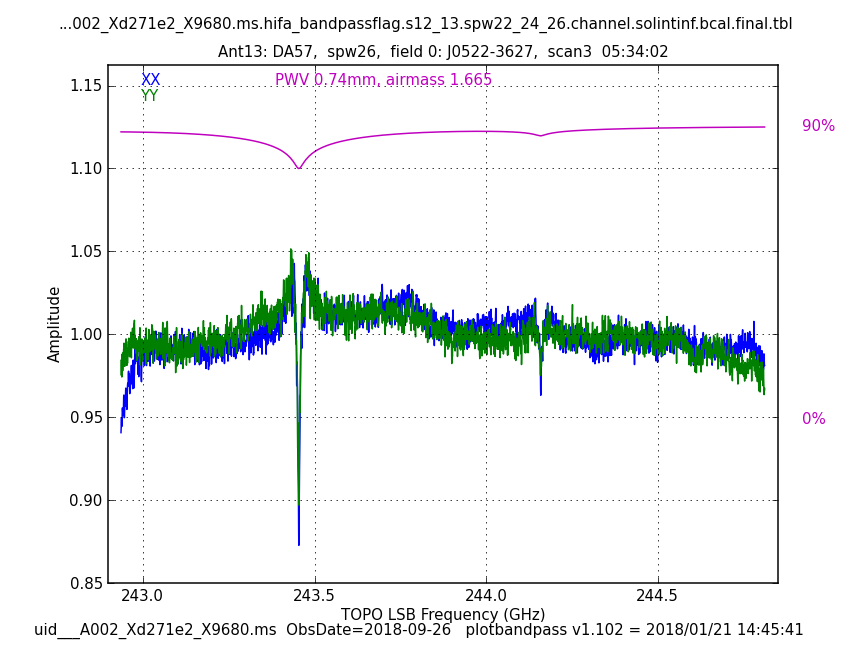 ...002_Xd271e2_X9680.ms.hifa_bandpassflag.s12_13.spw22_24_26.channel.solintinf.bcal.final.tbl
Ant13: DA57,  spw26,  field 0: J0522-3627,  scan3  05:34:02
XX
PWV 0.74mm, airmass 1.665
YY
1.15
1.10
1.05
1.00
0.95
0.90
0.85
Amplitude
90%
0%
243.0
243.5
244.0
244.5
TOPO LSB Frequency (GHz)
uid___A002_Xd271e2_X9680.ms  ObsDate=2018-09-26   plotbandpass v1.102 = 2018/01/21 14:45:41